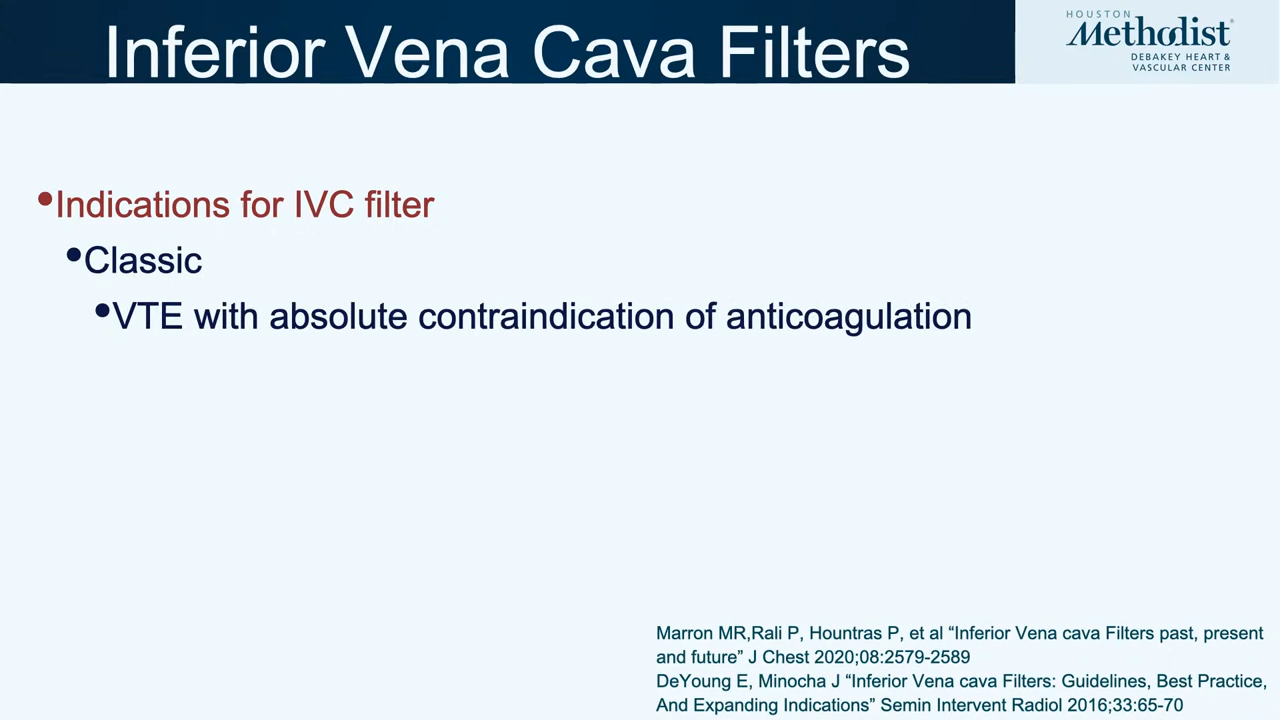 Inferior Vena Cava Filters
HOUSTON
Methodist®
DEBAKEY HEART &
VASCULAR CENTER
•Indications for IVC filter
•Classic
•VTE with absolute contraindication of anticoagulation
Marron MR,Rali P, Hountras P, et al “Inferior Vena cava Filters past, present
and future” J Chest 2020;08:2579-2589
DeYoung E, Minocha J “Inferior Vena cava Filters: Guidelines, Best Practice,
And Expanding Indications” Semin Intervent Radiol 2016;33:65-70